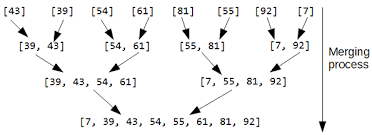 [43] [39] [54] [61] [81] [55] [92] [7]
[39, 43] [54, 61] [55, 81] [7, 92]
Merging
process
[39, 43, 54, 61] [7, 55, 81, 92]
[7, 39, 43, 54, 55, 61, 81, 92]